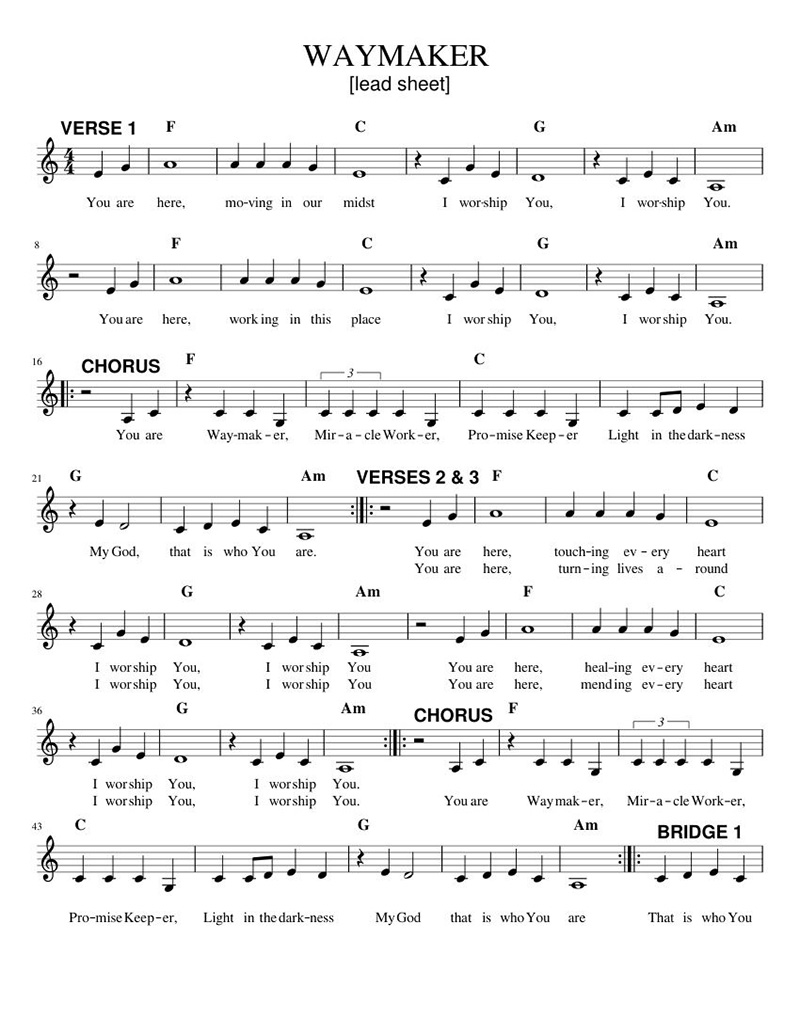 WAYMAKER
[lead sheet]
VERSE 1 F C G Am
4
4
You are here, mo-ving in our midst I wor-ship You, I wor-ship You.
8 F C G Am
You are here, work ing in this place I wor ship You, I wor ship You.
16 CHORUS F 3 C
You are Way-mak-er, Mir-a-cle Work-er, Pro-mise Keep-er Light in the dark-ness
21 G Am VERSES 2 & 3 F C
My God, that is who You are. You are here, touch-ing ev-ery heart
You are here, turn-ing lives a-round
28 G Am F C
I wor ship You, I wor ship You You are here, heal-ing ev-ery heart
I wor ship You, I wor ship You You are here, mend ing ev-ery heart
36 G Am CHORUS F 3
I wor ship You, I wor ship You.
I wor ship You, I wor ship You. You are Way mak-er, Mir-a-cle Work-er,
43 C G Am BRIDGE 1
Pro-mise Keep-er, Light in the dark-ness My God that is who You are That is who You